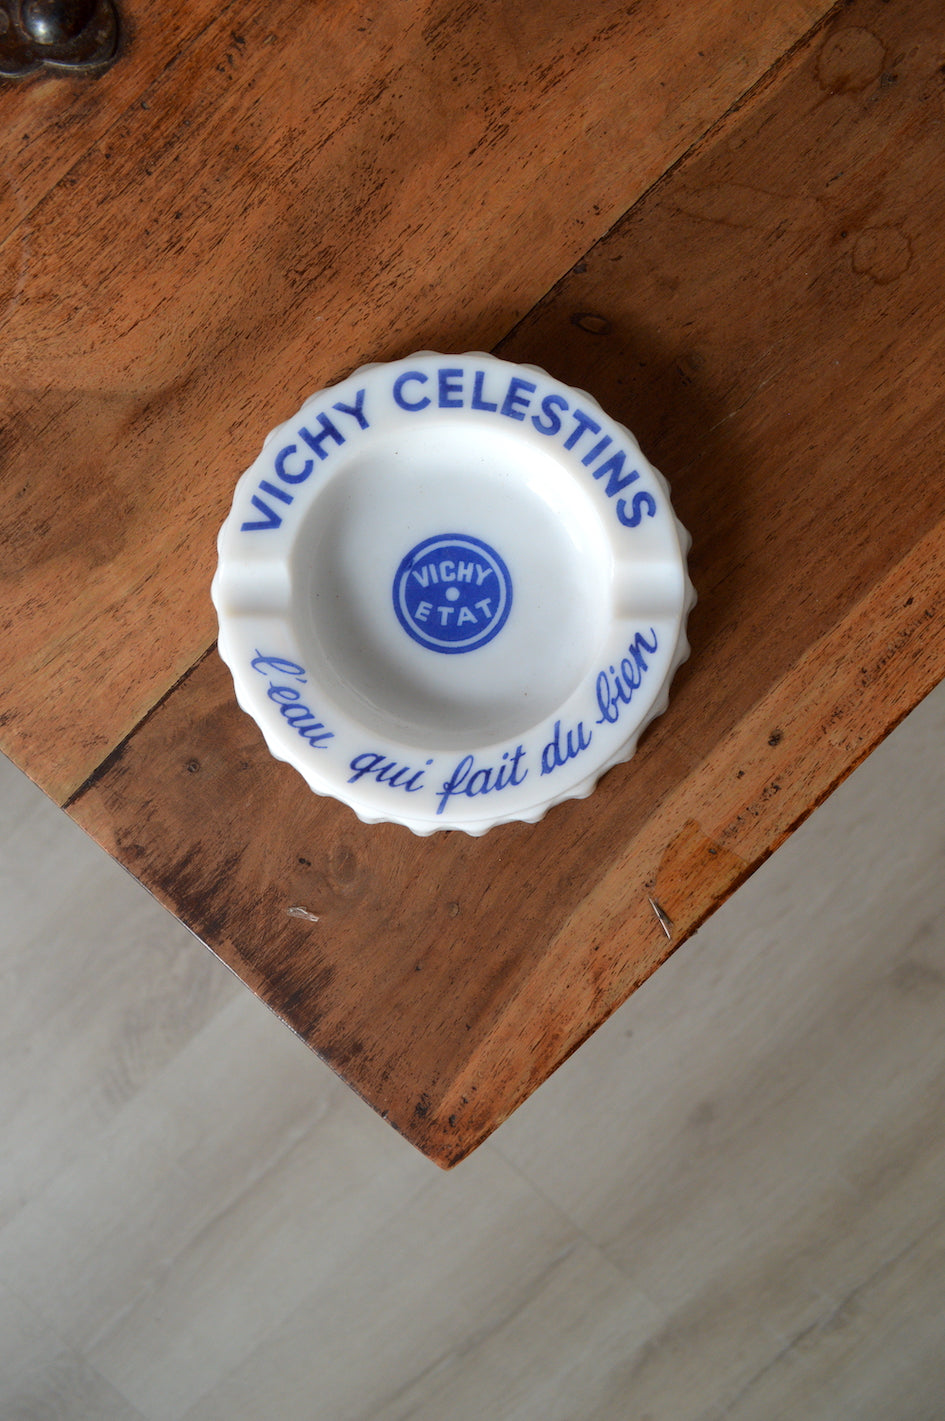 VICHY CELESTINS
VICHY
ETAT
l'eau qui fait du bien